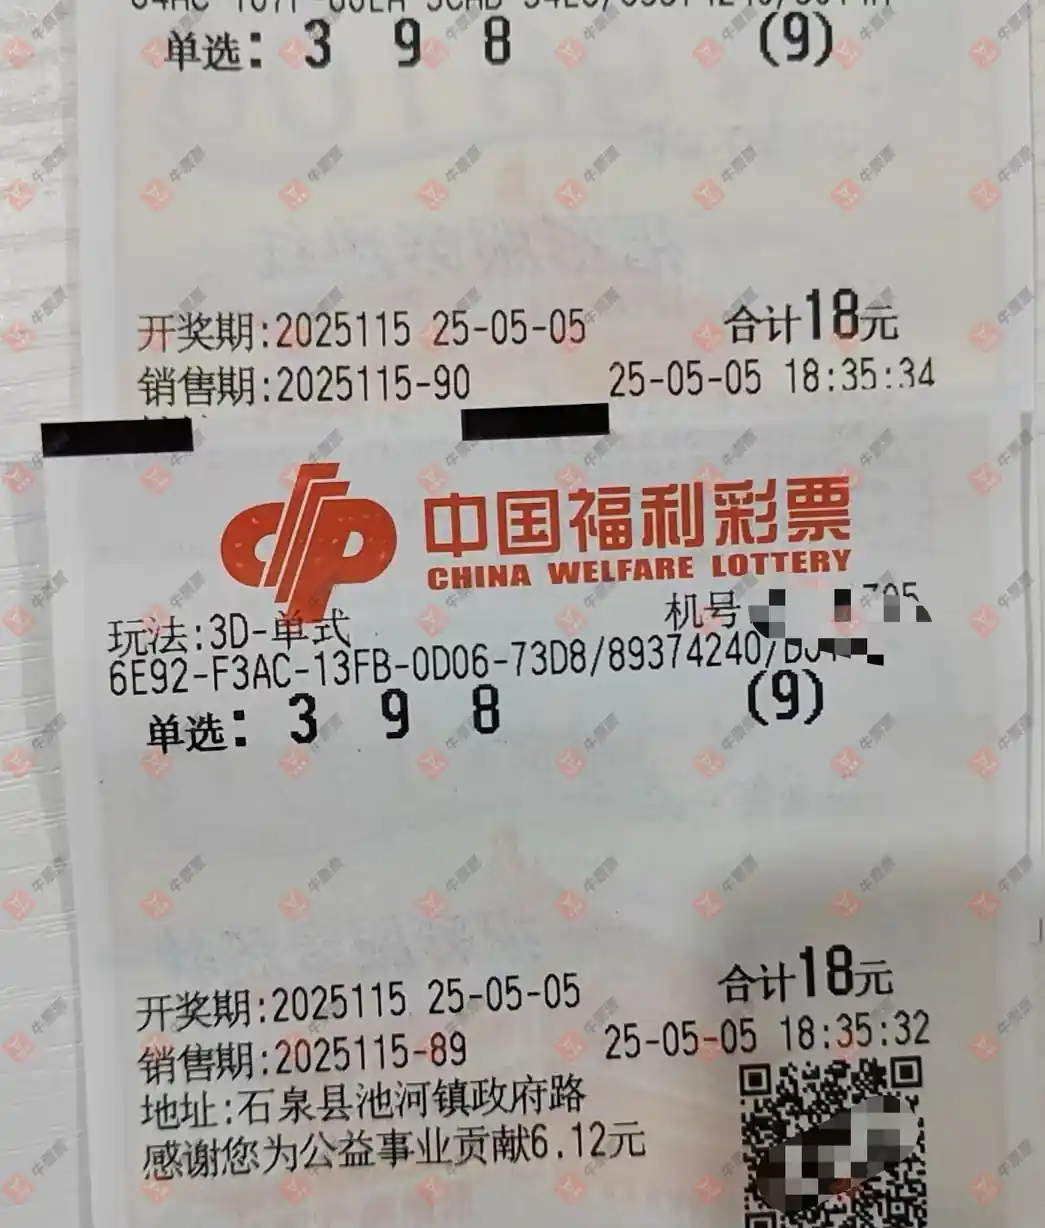 单选: 3 9 8 (9)
开奖期:2025115 25-05-05 合计18元
销售期:2025115-90 25-05-05 18:35:34
中国福利彩票
CHINA WELFARE LOTTERY
玩法:3D-单式 机号
6E92-F3AC-13FB-0D06-73D8/89374240/
单选: 3 9 8 (9)
开奖期:2025115 25-05-05 合计18元
销售期:2025115-89 25-05-05 18:35:32
地址:石泉县池河镇政府路
感谢您为公益事业贡献6.12元